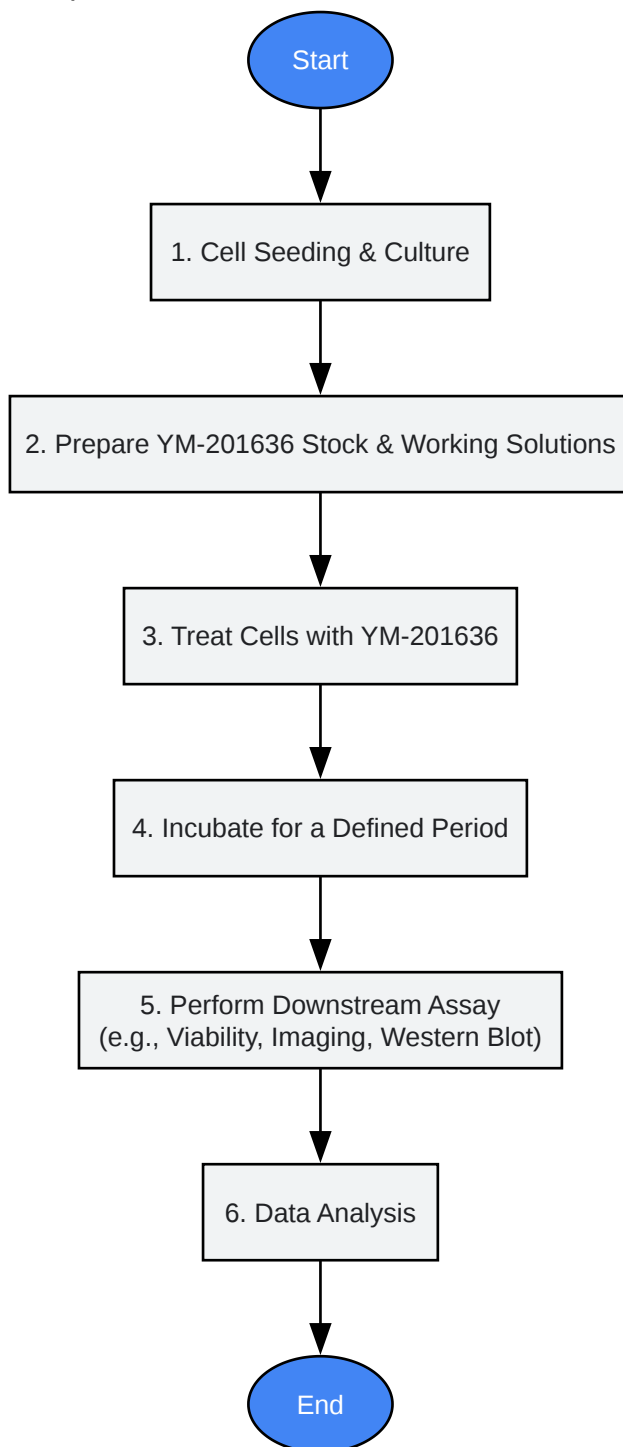 Start
1. Cell Seeding & Culture
2. Prepare YM-201636 Stock & Working Solutions
3. Treat Cells with YM-201636
4. Incubate for a Defined Period
5. Perform Downstream Assay
(e.g., Viability, Imaging, Western Blot)
6. Data Analysis
End